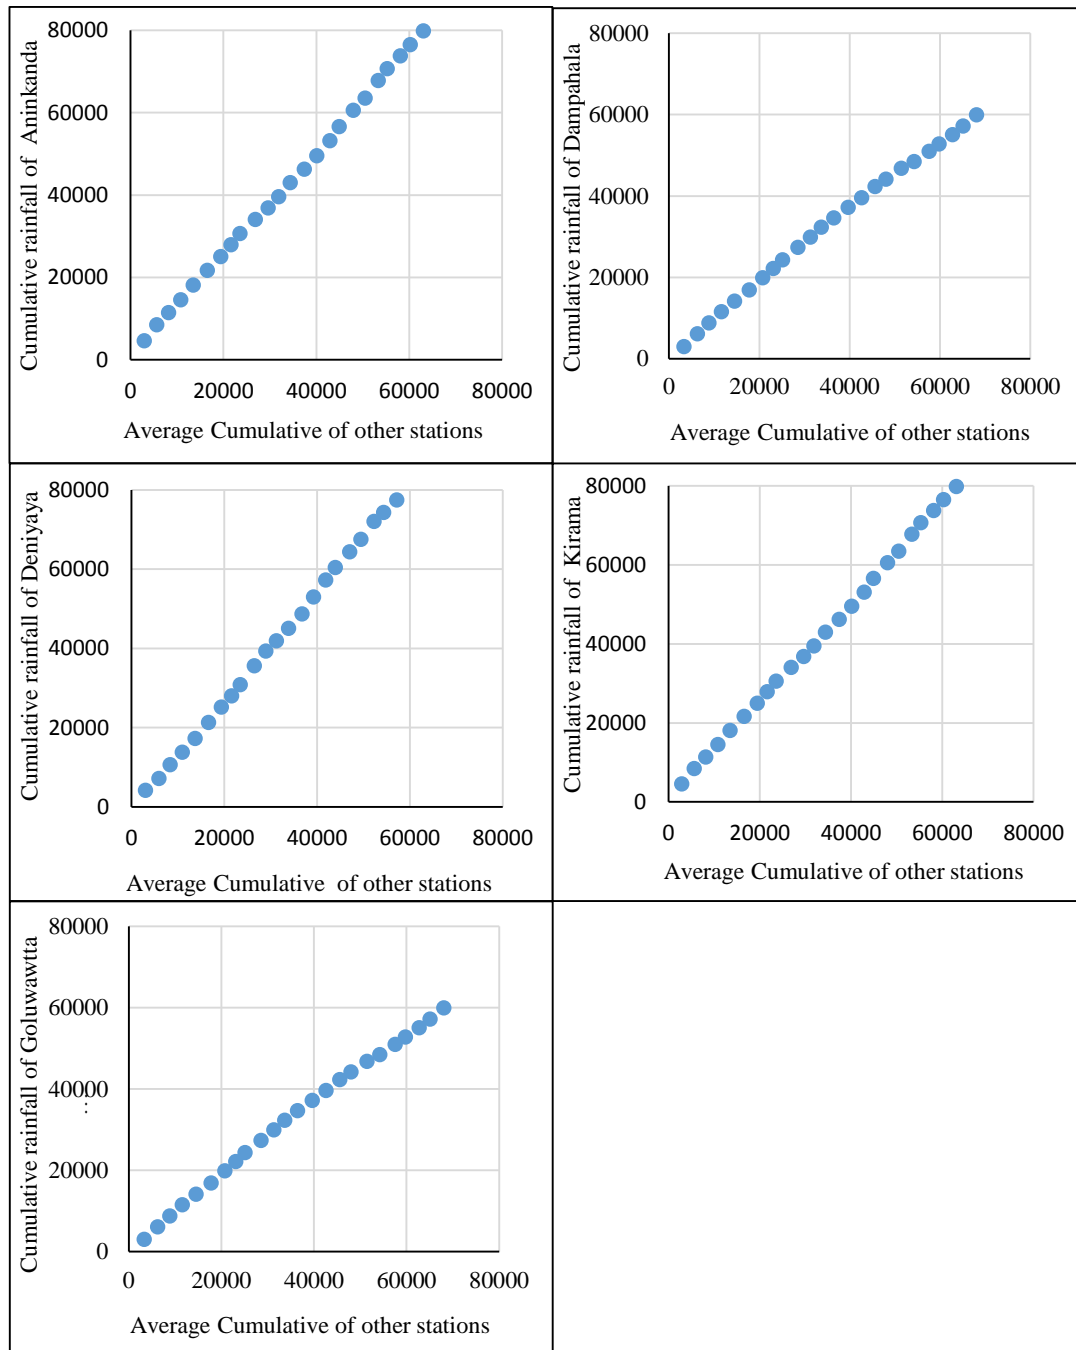 Cumulative rainfall of  Aninkanda
80000
60000
40000
20000
0
0 20000 40000 60000 80000
Average Cumulative of other stations
Cumulative rainfall of Dampahala
80000
60000
40000
20000
0
0 20000 40000 60000 80000
Average Cumulative of other stations
Cumulative rainfall of Deniyaya
80000
60000
40000
20000
0
0 20000 40000 60000 80000
Average Cumulative  of other stations
Cumulative rainfall of  Kirama
80000
60000
40000
20000
0
0 20000 40000 60000 80000
Average Cumulative of other stations
Cumulative rainfall of Goluwawtta
…
80000
60000
40000
20000
0
0 20000 40000 60000 80000
Average Cumulative of other stations